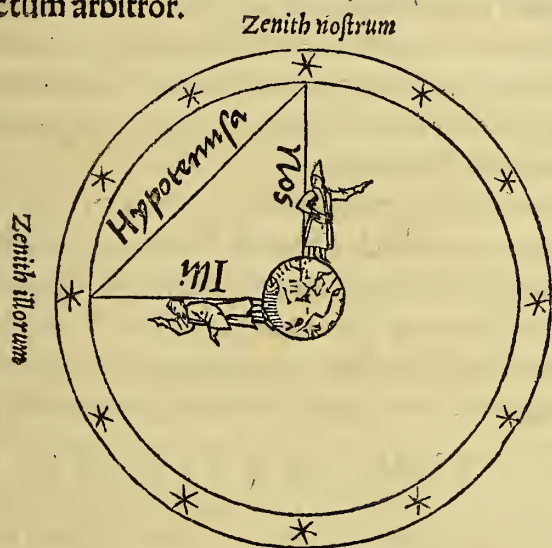 ctum arbitror.
Zenith noſtrum
Hypotenuſa
Nos
Illi
Zenith illorum